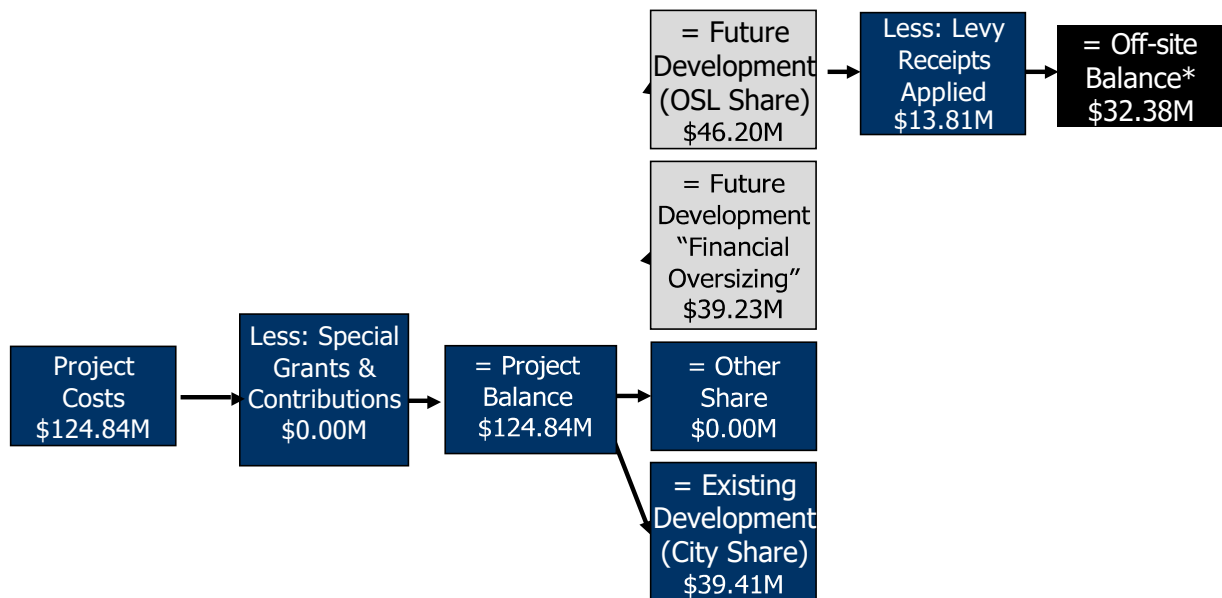 Project
Costs
$124.84M
Less: Special
Grants &
Contributions
$0.00M
= Project
Balance
$124.84M
= Future
Development
(OSL Share)
$46.20M
= Future
Development
“Financial
Oversizing”
$39.23M
= Other
Share
$0.00M
= Existing
Development
(City Share)
$39.41M
Less: Levy
Receipts
Applied
$13.81M
= Off-site
Balance*
$32.38M